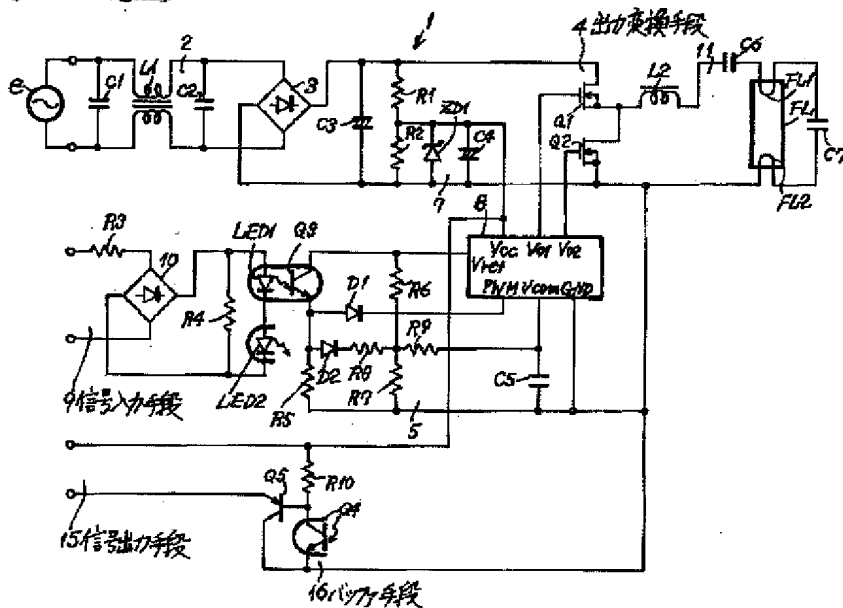 1
2
4出力変換手段
11
C6
L1
L2
e
C1
C2
3
R1
Q1
FL1
FL
C3
R2
ZD1
C4
Q2
C7
7
8
FL2
R3
LED1
Q3
Vcc
V01
V02
10
Vref
PWM
Vcom
GND
D1
R6
R4
R9
D2
R8
C5
LED2
R5
R7
9信号入力手段
5
Q5
R10
Q4
15信号出力手段
16バッファ手段